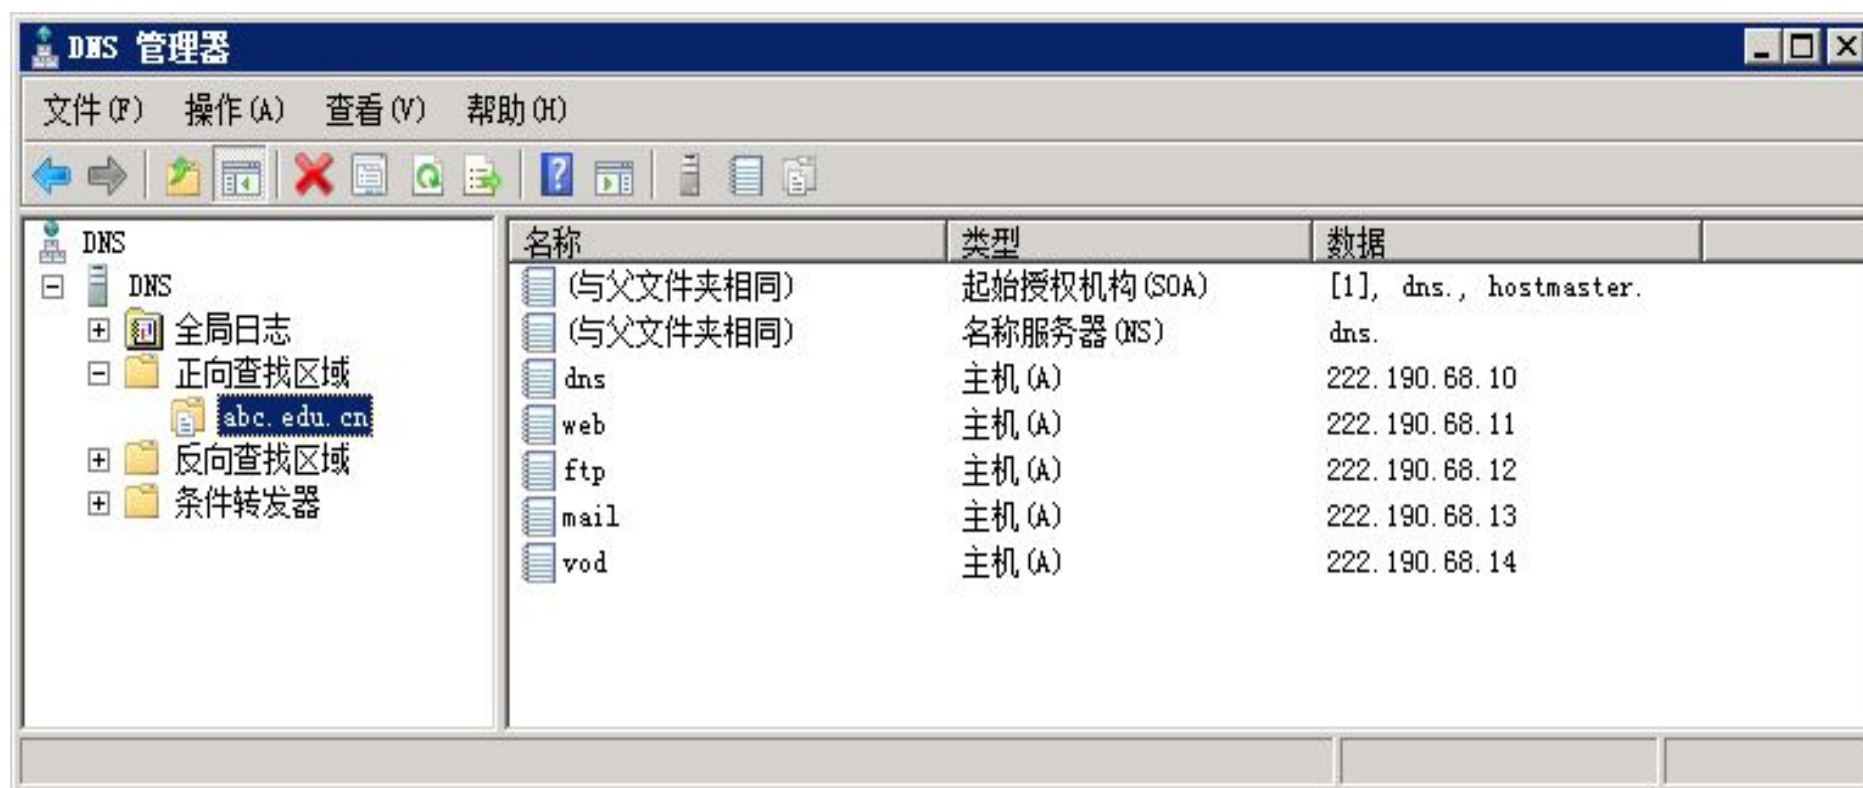 DNS 管理器
文件(F) 操作(A) 查看(V) 帮助(H)
DNS
DNS
全局日志
正向查找区域
abc.edu.cn
反向查找区域
条件转发器
名称 类型 数据
(与父文件夹相同) 起始授权机构(SOA) [1], dns., hostmaster.
(与父文件夹相同) 名称服务器(NS) dns.
dns 主机(A) 222.190.68.10
web 主机(A) 222.190.68.11
ftp 主机(A) 222.190.68.12
mail 主机(A) 222.190.68.13
vod 主机(A) 222.190.68.14